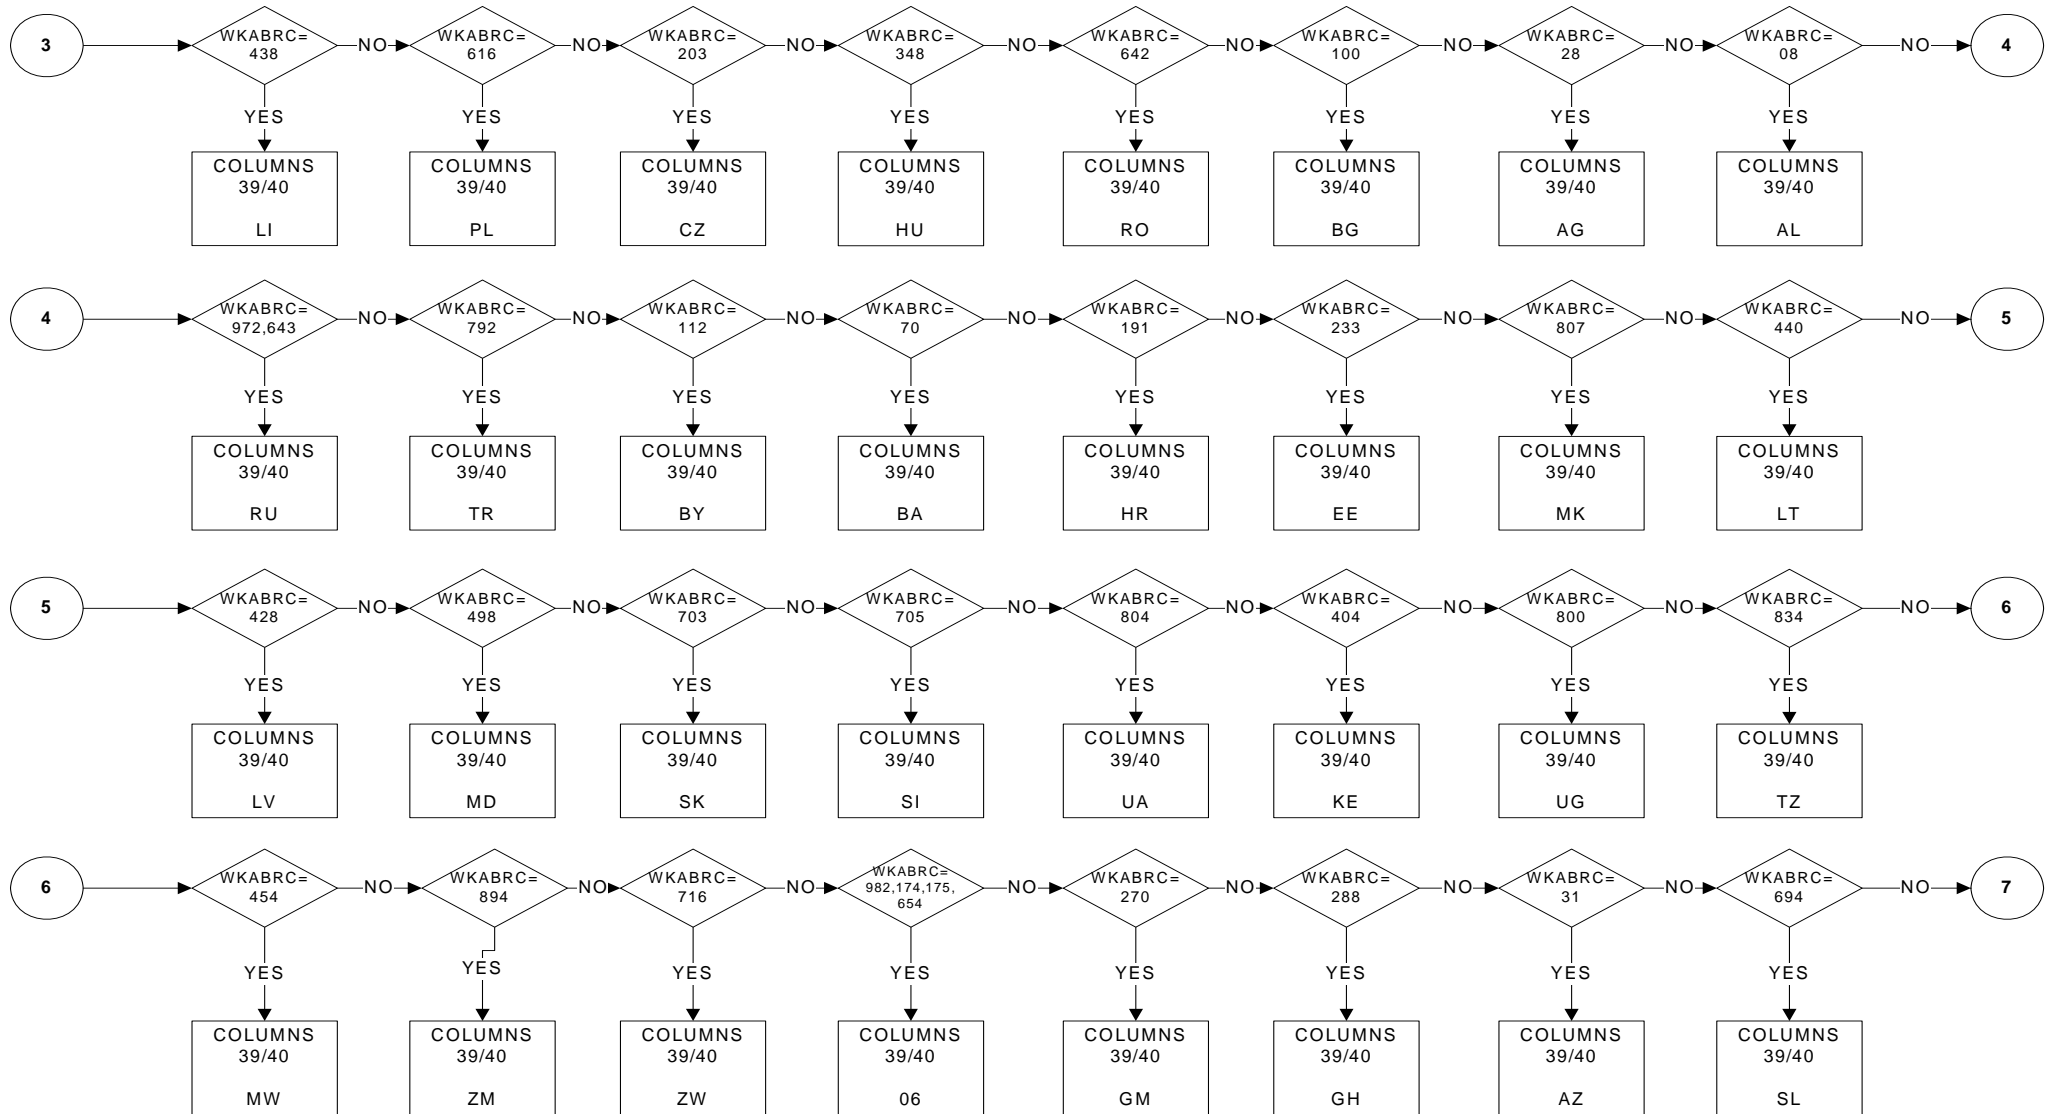 3
WKABRC=
438
NO
WKABRC=
616
NO
WKABRC=
203
NO
WKABRC=
348
NO
WKABRC=
642
NO
WKABRC=
100
NO
WKABRC=
28
NO
WKABRC=
08
NO
4
YES
YES
YES
YES
YES
YES
YES
YES
COLUMNS
39/40
LI
COLUMNS
39/40
PL
COLUMNS
39/40
CZ
COLUMNS
39/40
HU
COLUMNS
39/40
RO
COLUMNS
39/40
BG
COLUMNS
39/40
AG
COLUMNS
39/40
AL
4
WKABRC=
972,643
NO
WKABRC=
792
NO
WKABRC=
112
NO
WKABRC=
70
NO
WKABRC=
191
NO
WKABRC=
233
NO
WKABRC=
807
NO
WKABRC=
440
NO
5
YES
YES
YES
YES
YES
YES
YES
YES
COLUMNS
39/40
RU
COLUMNS
39/40
TR
COLUMNS
39/40
BY
COLUMNS
39/40
BA
COLUMNS
39/40
HR
COLUMNS
39/40
EE
COLUMNS
39/40
MK
COLUMNS
39/40
LT
5
WKABRC=
428
NO
WKABRC=
498
NO
WKABRC=
703
NO
WKABRC=
705
NO
WKABRC=
804
NO
WKABRC=
404
NO
WKABRC=
800
NO
WKABRC=
834
NO
6
YES
YES
YES
YES
YES
YES
YES
YES
COLUMNS
39/40
LV
COLUMNS
39/40
MD
COLUMNS
39/40
SK
COLUMNS
39/40
SI
COLUMNS
39/40
UA
COLUMNS
39/40
KE
COLUMNS
39/40
UG
COLUMNS
39/40
TZ
6
WKABRC=
454
NO
WKABRC=
894
NO
WKABRC=
716
NO
WKABRC=
982,174,175,
654
NO
WKABRC=
270
NO
WKABRC=
288
NO
WKABRC=
31
NO
WKABRC=
694
NO
7
YES
YES
YES
YES
YES
YES
YES
YES
COLUMNS
39/40
MW
COLUMNS
39/40
ZM
COLUMNS
39/40
ZW
COLUMNS
39/40
06
COLUMNS
39/40
GM
COLUMNS
39/40
GH
COLUMNS
39/40
AZ
COLUMNS
39/40
SL